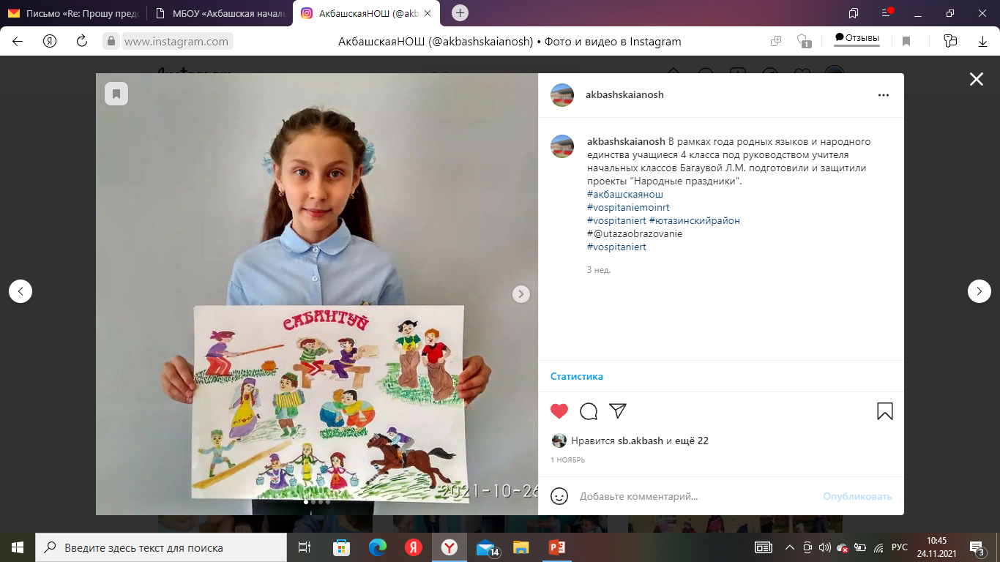 Письмо «Re: Прошу предо
МБОУ «Акбашская началь
АкбашскаяНОШ (@akb
www.instagram.com
АкбашскаяНОШ (@akbashskaianosh) • Фото и видео в Instagram
1
Отзывы
akbashskaianosh
akbashskaianosh В рамках года родных языков и народного
единства учащиеся 4 класса под руководством учителя
начальных классов Багаувой Л.М. подготовили и защитили
проекты "Народные праздники".
#акбашскаянош
#vospitaniemoinrt
#vospitaniert #ютазинскийрайон
#@utazaobrazovanie
#vospitaniert
3 нед.
САБАНТУЙ
2021-10-26
Статистика
Нравится sb.akbash и ещё 22
1 НОЯБРЬ
Добавьте комментарий...
Опубликовать
Введите здесь текст для поиска
14
РУС
10:45
24.11.2021
3